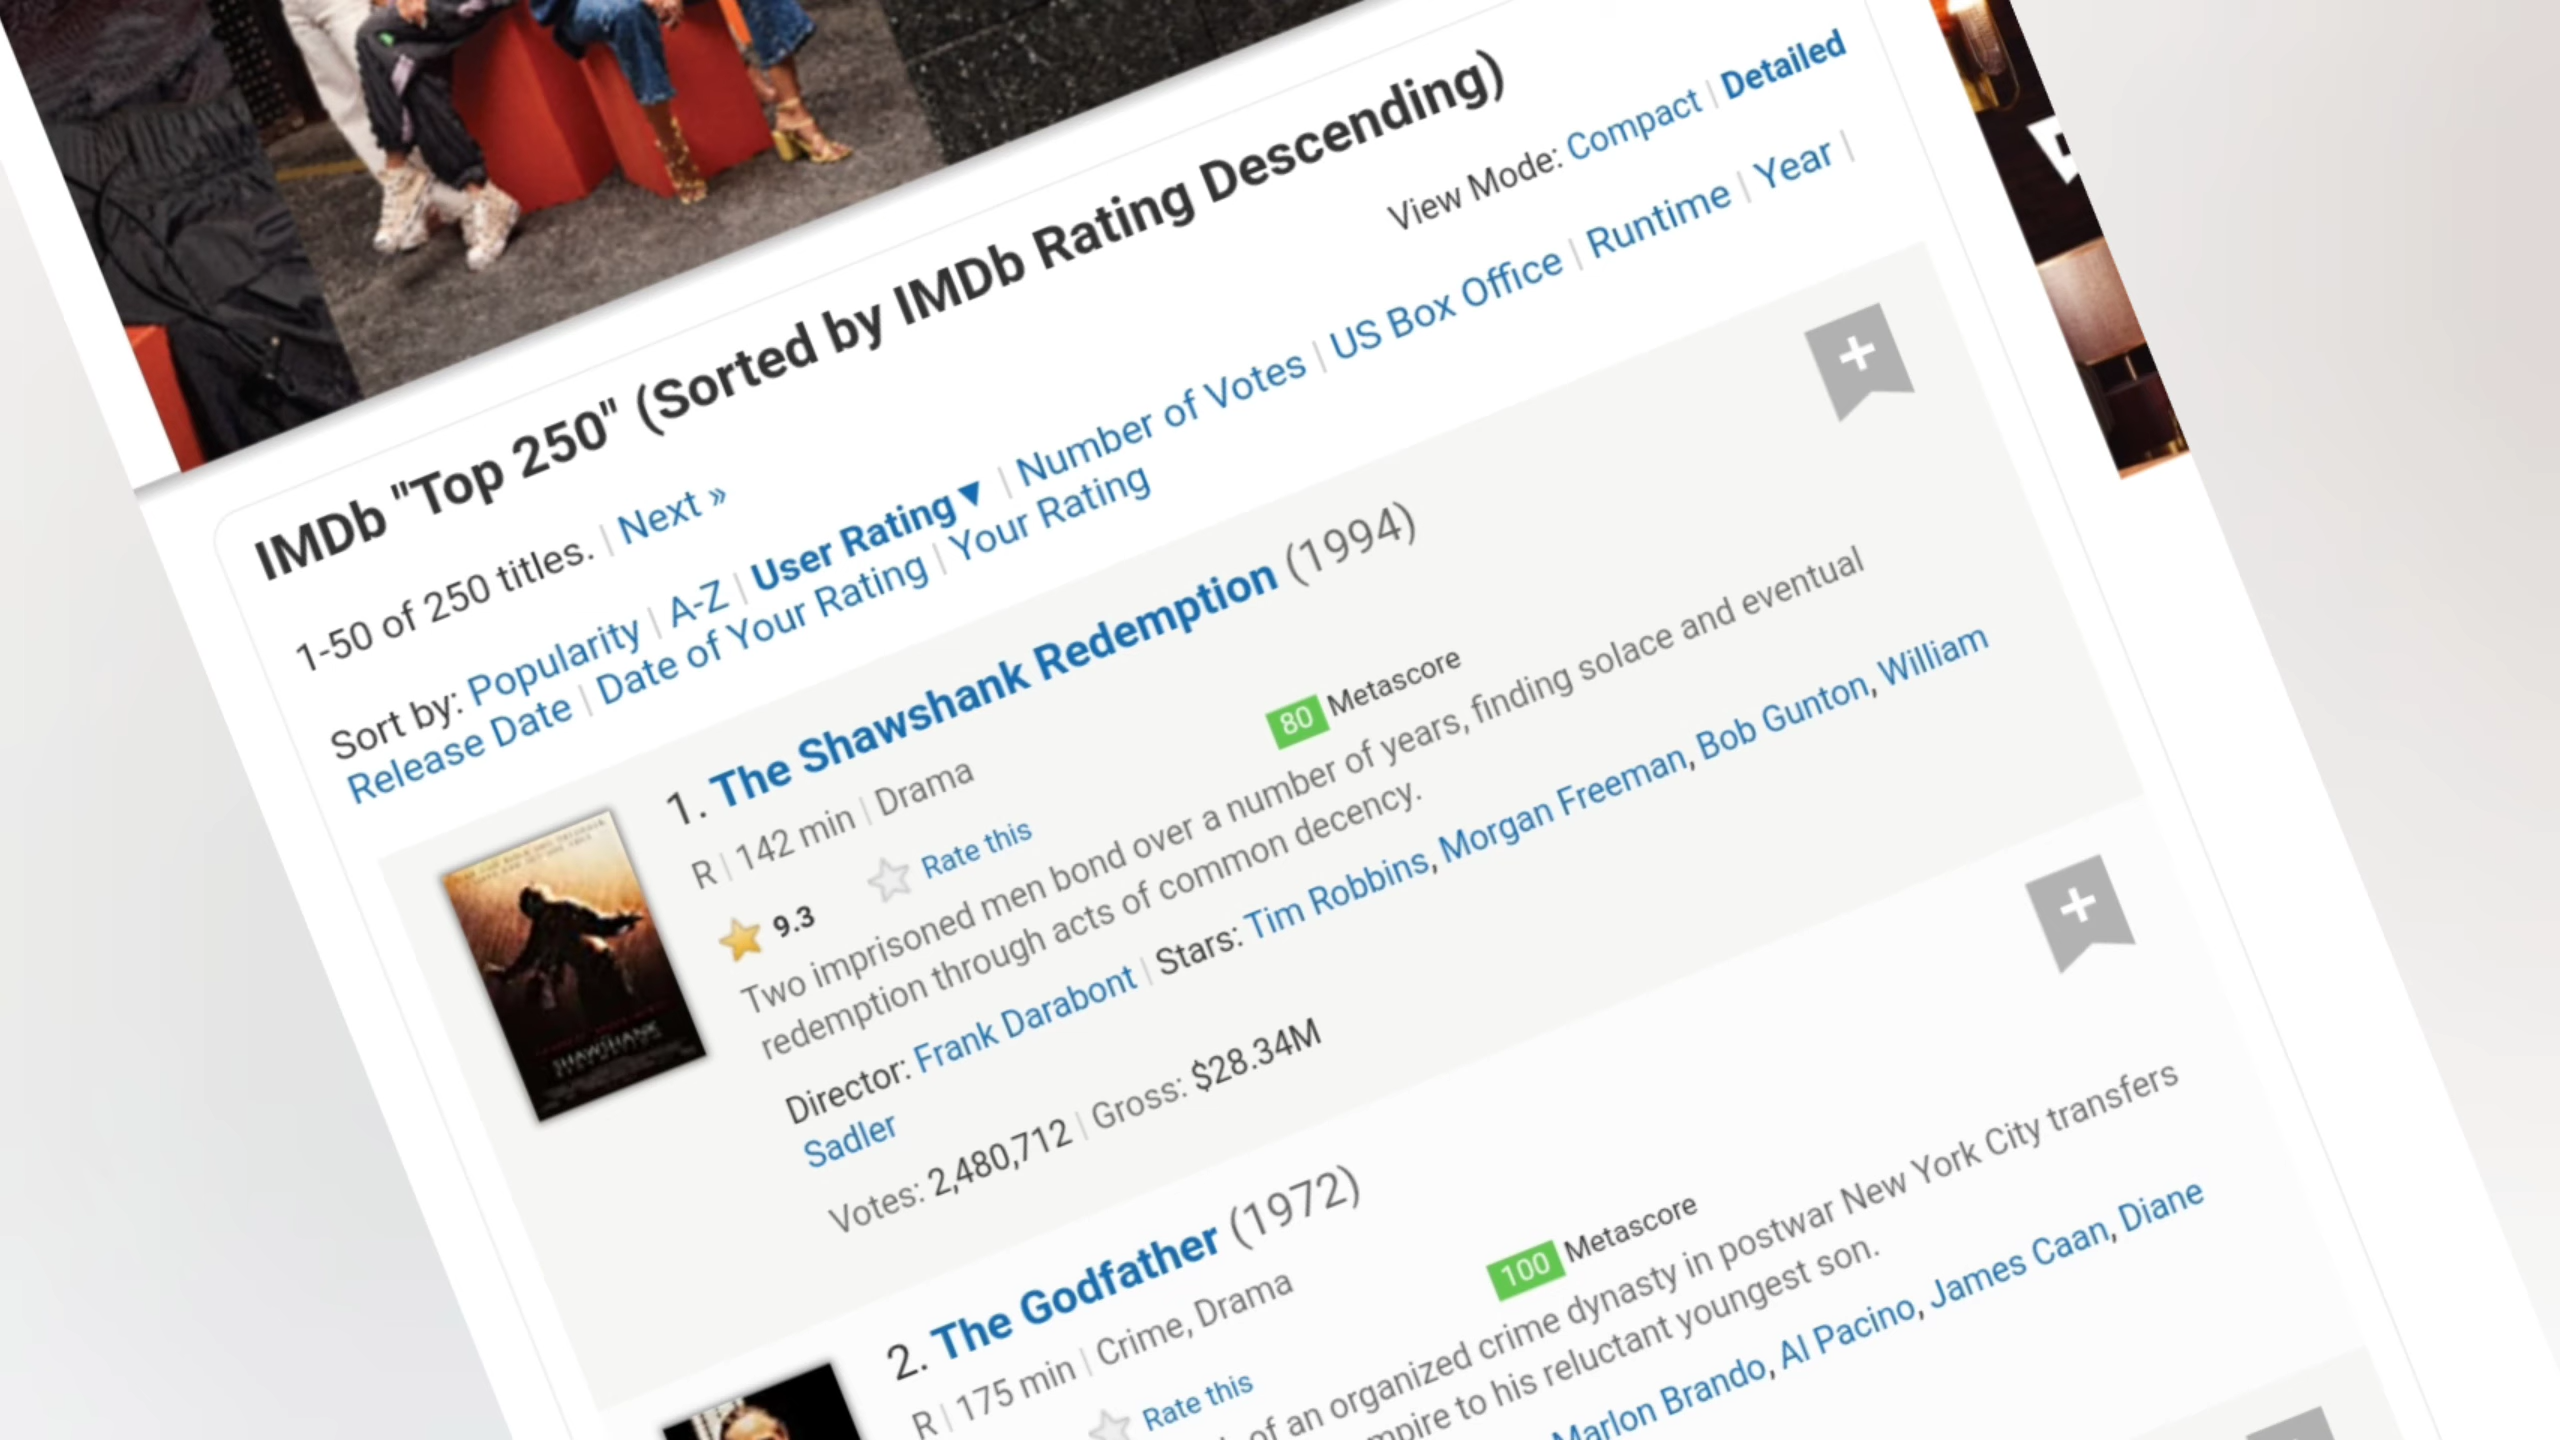 IMDb "Top 250" (Sorted by IMDb Rating Descending)
View Mode: Compact | Detailed
1-50 of 250 titles. | Next »
Sort by: Popularity | A-Z | User Rating▼ | Number of Votes | US Box Office | Runtime | Year |
Release Date | Date of Your Rating | Your Rating
1. The Shawshank Redemption (1994)
R | 142 min | Drama
9.3 Rate this 80 Metascore
Two imprisoned men bond over a number of years, finding solace and eventual
redemption through acts of common decency.
Director: Frank Darabont | Stars: Tim Robbins, Morgan Freeman, Bob Gunton, William
Sadler
Votes: 2,480,712 | Gross: $28.34M
SHAWSHANK
2. The Godfather (1972)
R | 175 min | Crime, Drama
Rate this 100 Metascore
of an organized crime dynasty in postwar New York City transfers
to his reluctant youngest son.
Marlon Brando, Al Pacino, James Caan, Diane